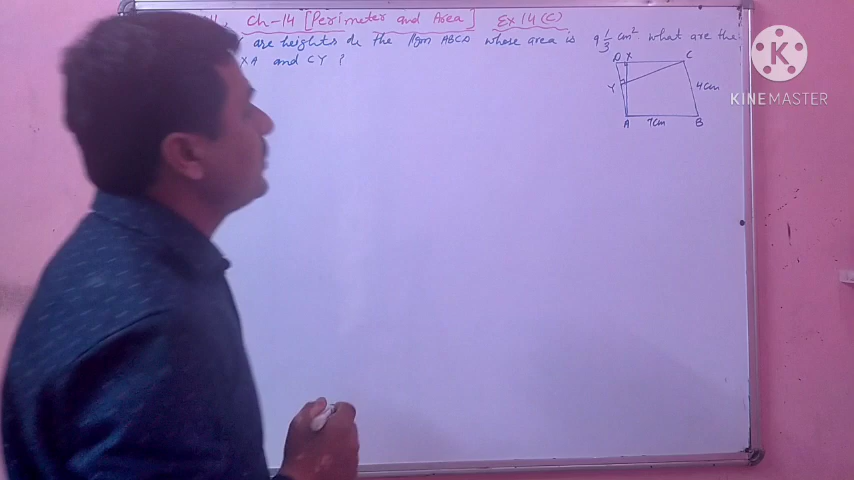 Ch-14 [Perimeter and Area] Ex 14(C)
are heights in the ||gm ABCD whose area is 9 1/3 cm² what are the
XA and CY ?
D X C
Y 4cm
A 7cm B
K
KINEMASTER